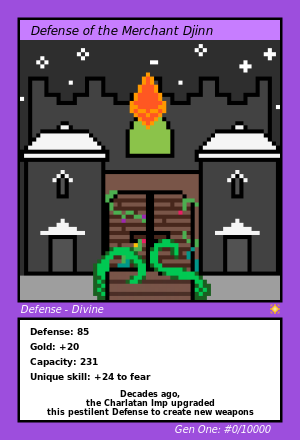 Defense of the Merchant Djinn
Defense - Divine
Defense: 85
Gold: +20
Capacity: 231
Unique skill: +24 to fear
Decades ago,
the Charlatan Imp upgraded
this pestilent Defense to create new weapons
Gen One: #0/10000